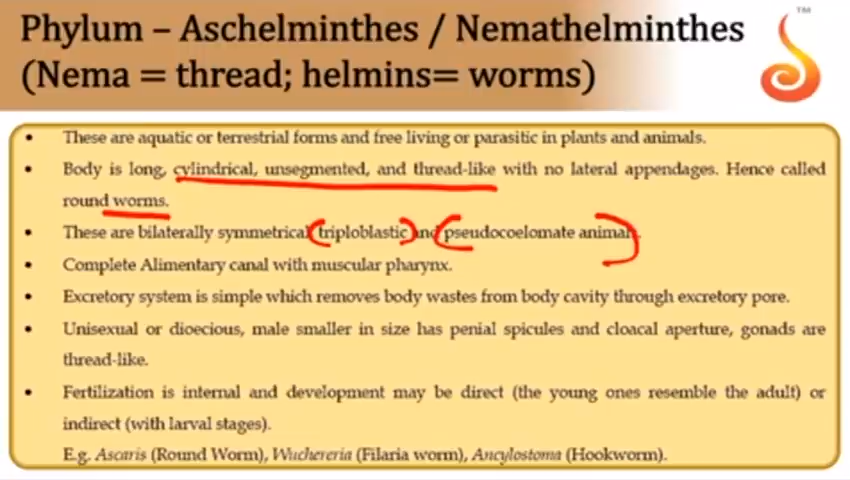 Phylum – Aschelminthes / Nemathelminthes
(Nema = thread; helmins= worms)
TM
• These are aquatic or terrestrial forms and free living or parasitic in plants and animals.
• Body is long, cylindrical, unsegmented, and thread-like with no lateral appendages. Hence called
round worms.
• These are bilaterally symmetrical triploblastic and pseudocoelomate animals.
• Complete Alimentary canal with muscular pharynx.
• Excretory system is simple which removes body wastes from body cavity through excretory pore.
• Unisexual or dioecious, male smaller in size has penial spicules and cloacal aperture, gonads are
thread-like.
• Fertilization is internal and development may be direct (the young ones resemble the adult) or
indirect (with larval stages).
E.g. Ascaris (Round Worm), Wuchereria (Filaria worm), Ancylostoma (Hookworm).